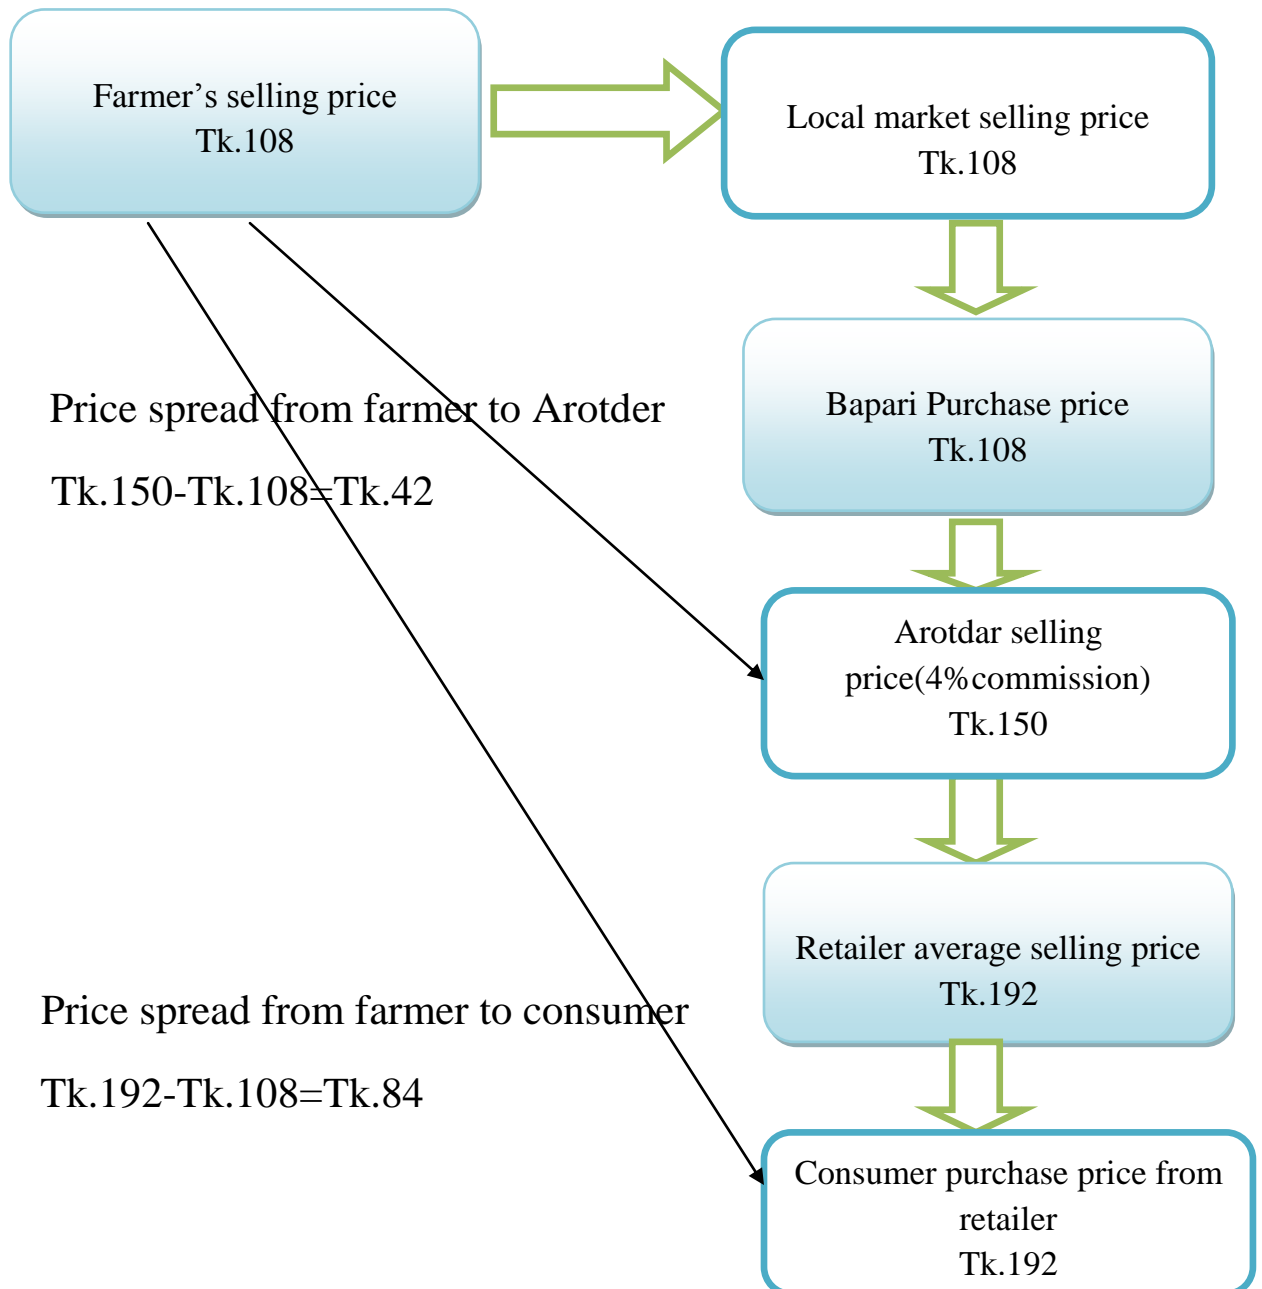 Farmer’s selling price
Tk.108
Local market selling price
Tk.108
Bapari Purchase price
Tk.108
Price spread from farmer to Arotder
Tk.150-Tk.108=Tk.42
Arotdar selling
price(4%commission)
Tk.150
Retailer average selling price
Tk.192
Price spread from farmer to consumer
Tk.192-Tk.108=Tk.84
Consumer purchase price from
retailer
Tk.192